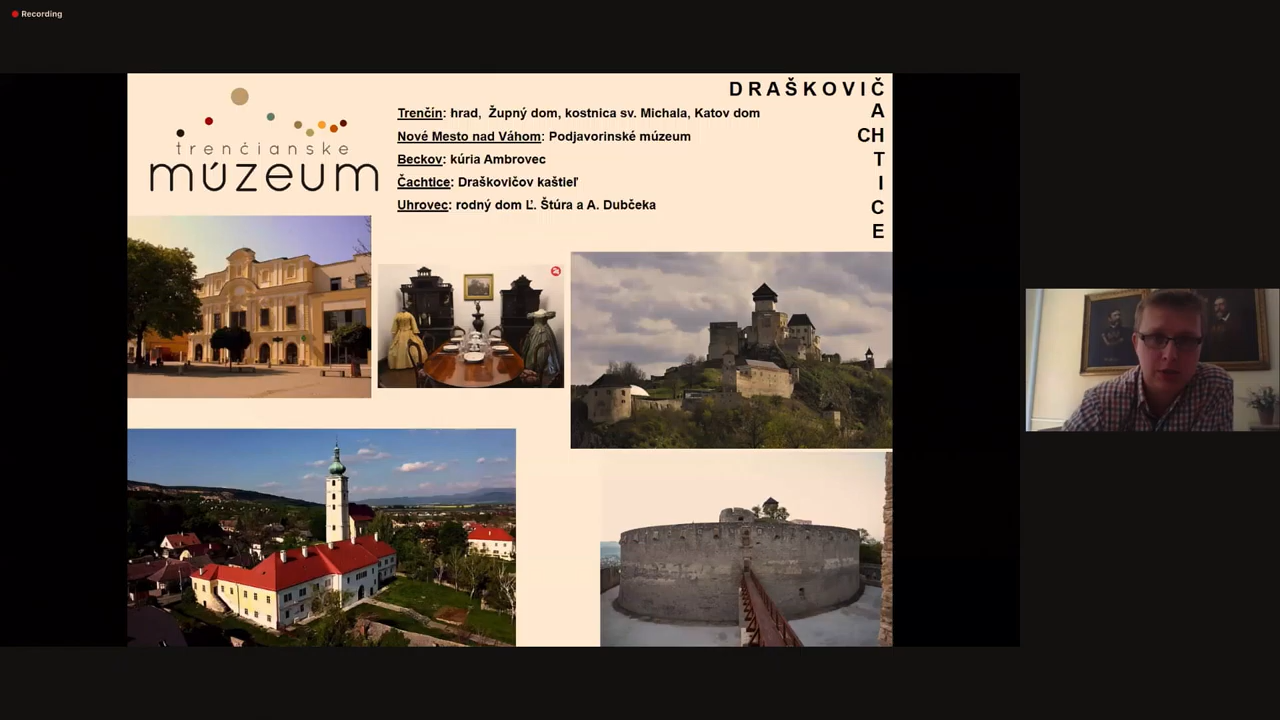 Recording
trenčianske
múzeum
DRAŠKOVIČ
A
CH
T
I
C
E
Trenčín: hrad, Župný dom, kostnica sv. Michala, Katov dom
Nové Mesto nad Váhom: Podjavorinské múzeum
Beckov: kúria Ambrovec
Čachtice: Draškovičov kaštieľ
Uhrovec: rodný dom Ľ. Štúra a A. Dubčeka